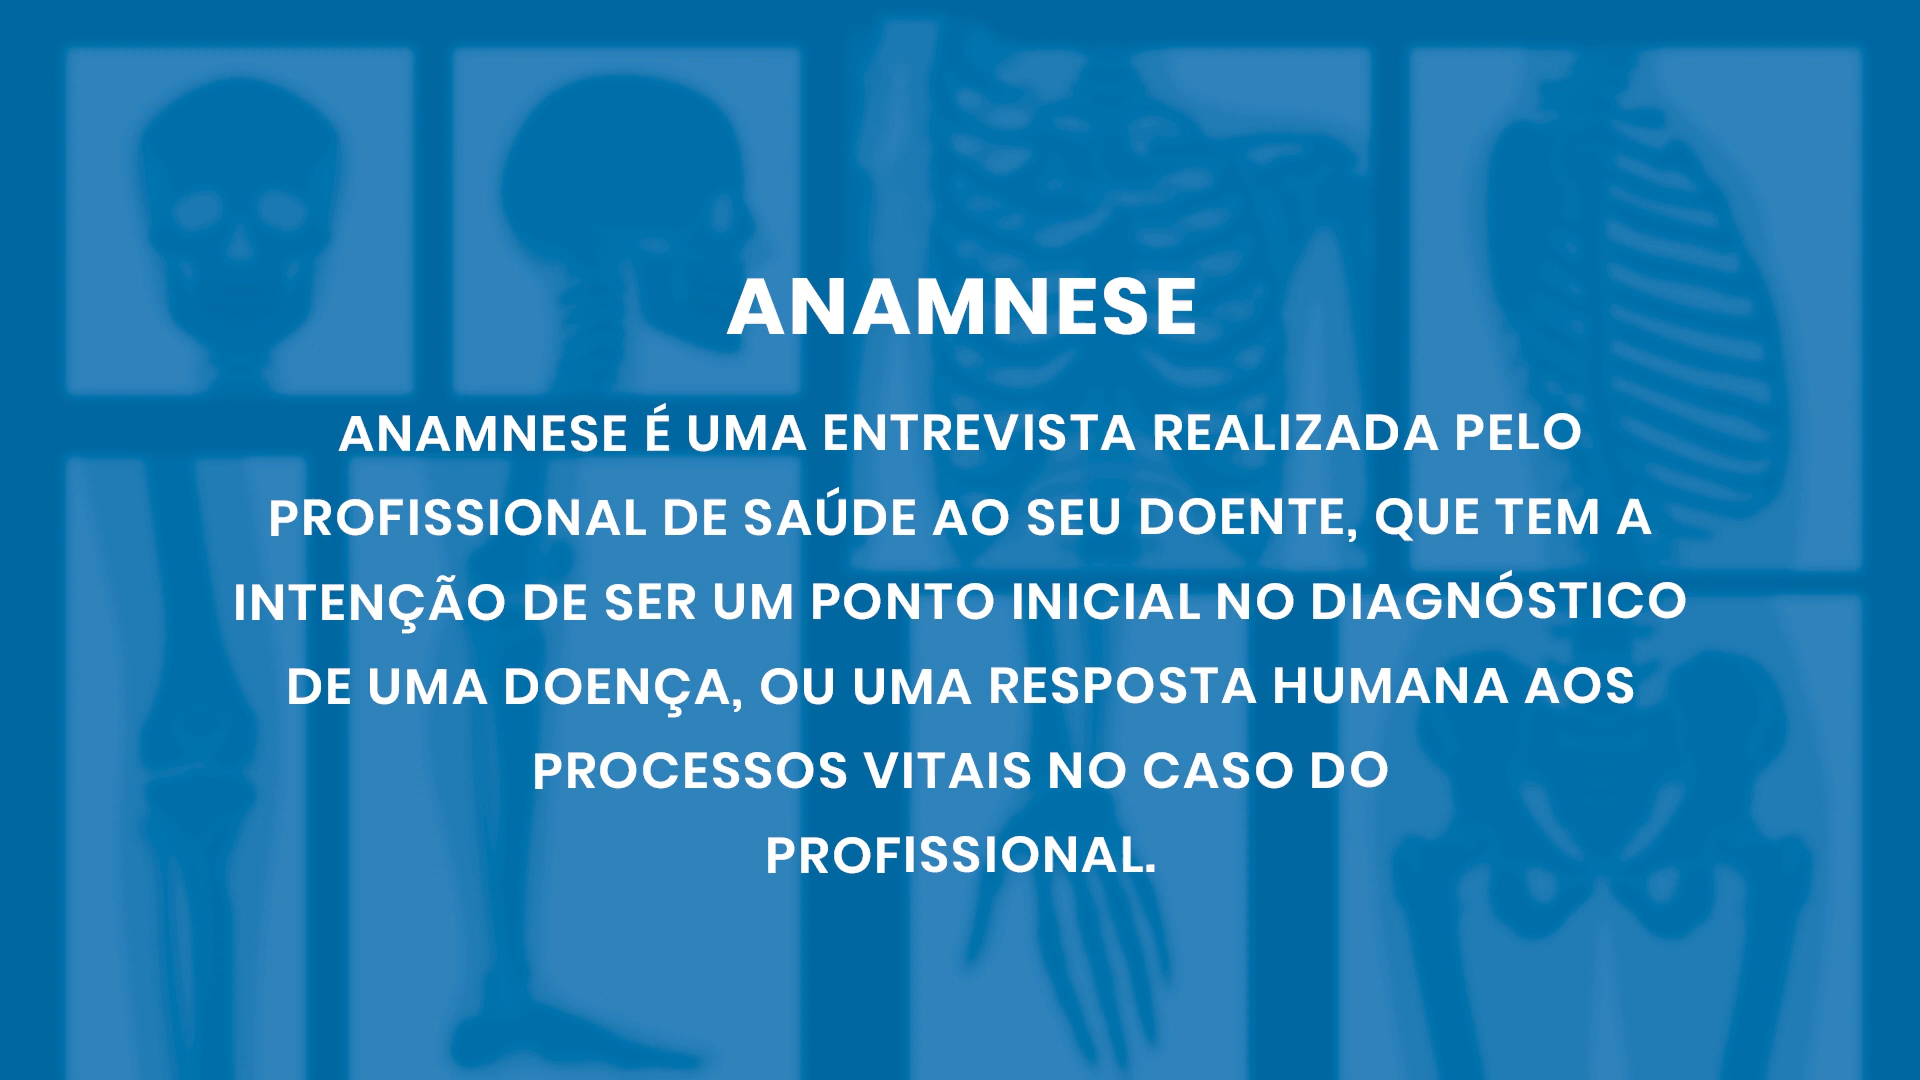 ANAMNESE
ANAMNESE É UMA ENTREVISTA REALIZADA PELO
PROFISSIONAL DE SAÚDE AO SEU DOENTE, QUE TEM A
INTENÇÃO DE SER UM PONTO INICIAL NO DIAGNÓSTICO
DE UMA DOENÇA, OU UMA RESPOSTA HUMANA AOS
PROCESSOS VITAIS NO CASO DO
PROFISSIONAL.